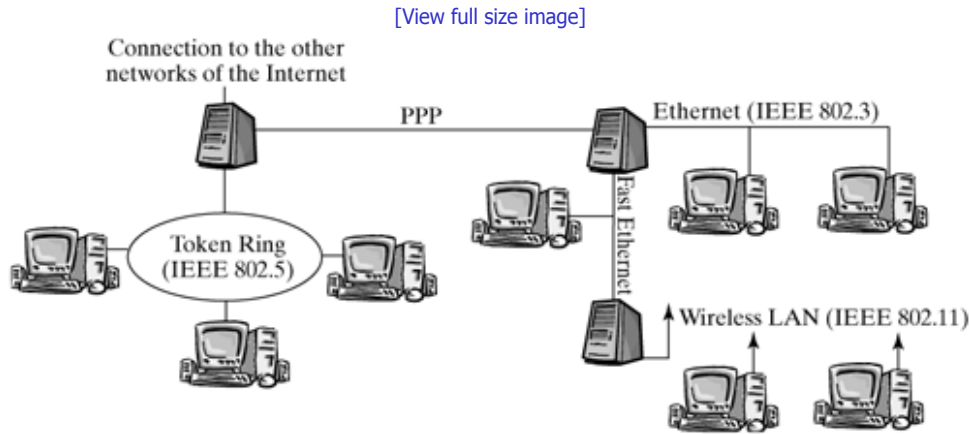 [View full size image]
Connection to the other
networks of the Internet
PPP
Ethernet (IEEE 802.3)
Fast Ethernet
Token Ring
(IEEE 802.5)
Wireless LAN (IEEE 802.11)